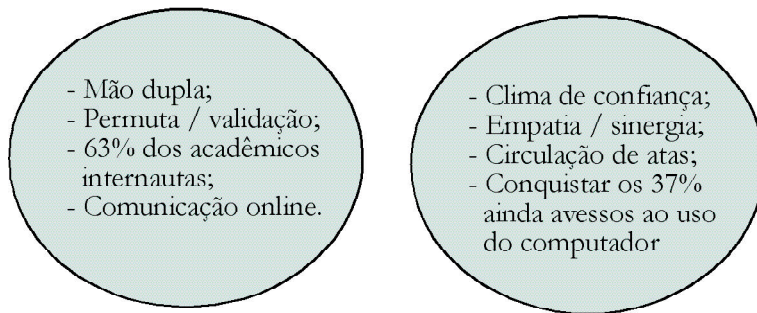 - Mão dupla;
- Permuta / validação;
- 63% dos acadêmicos
internautas;
- Comunicação online.
- Clima de confiança;
- Empatia / sinergia;
- Circulação de atas;
- Conquistar os 37%
ainda avessos ao uso
do computador